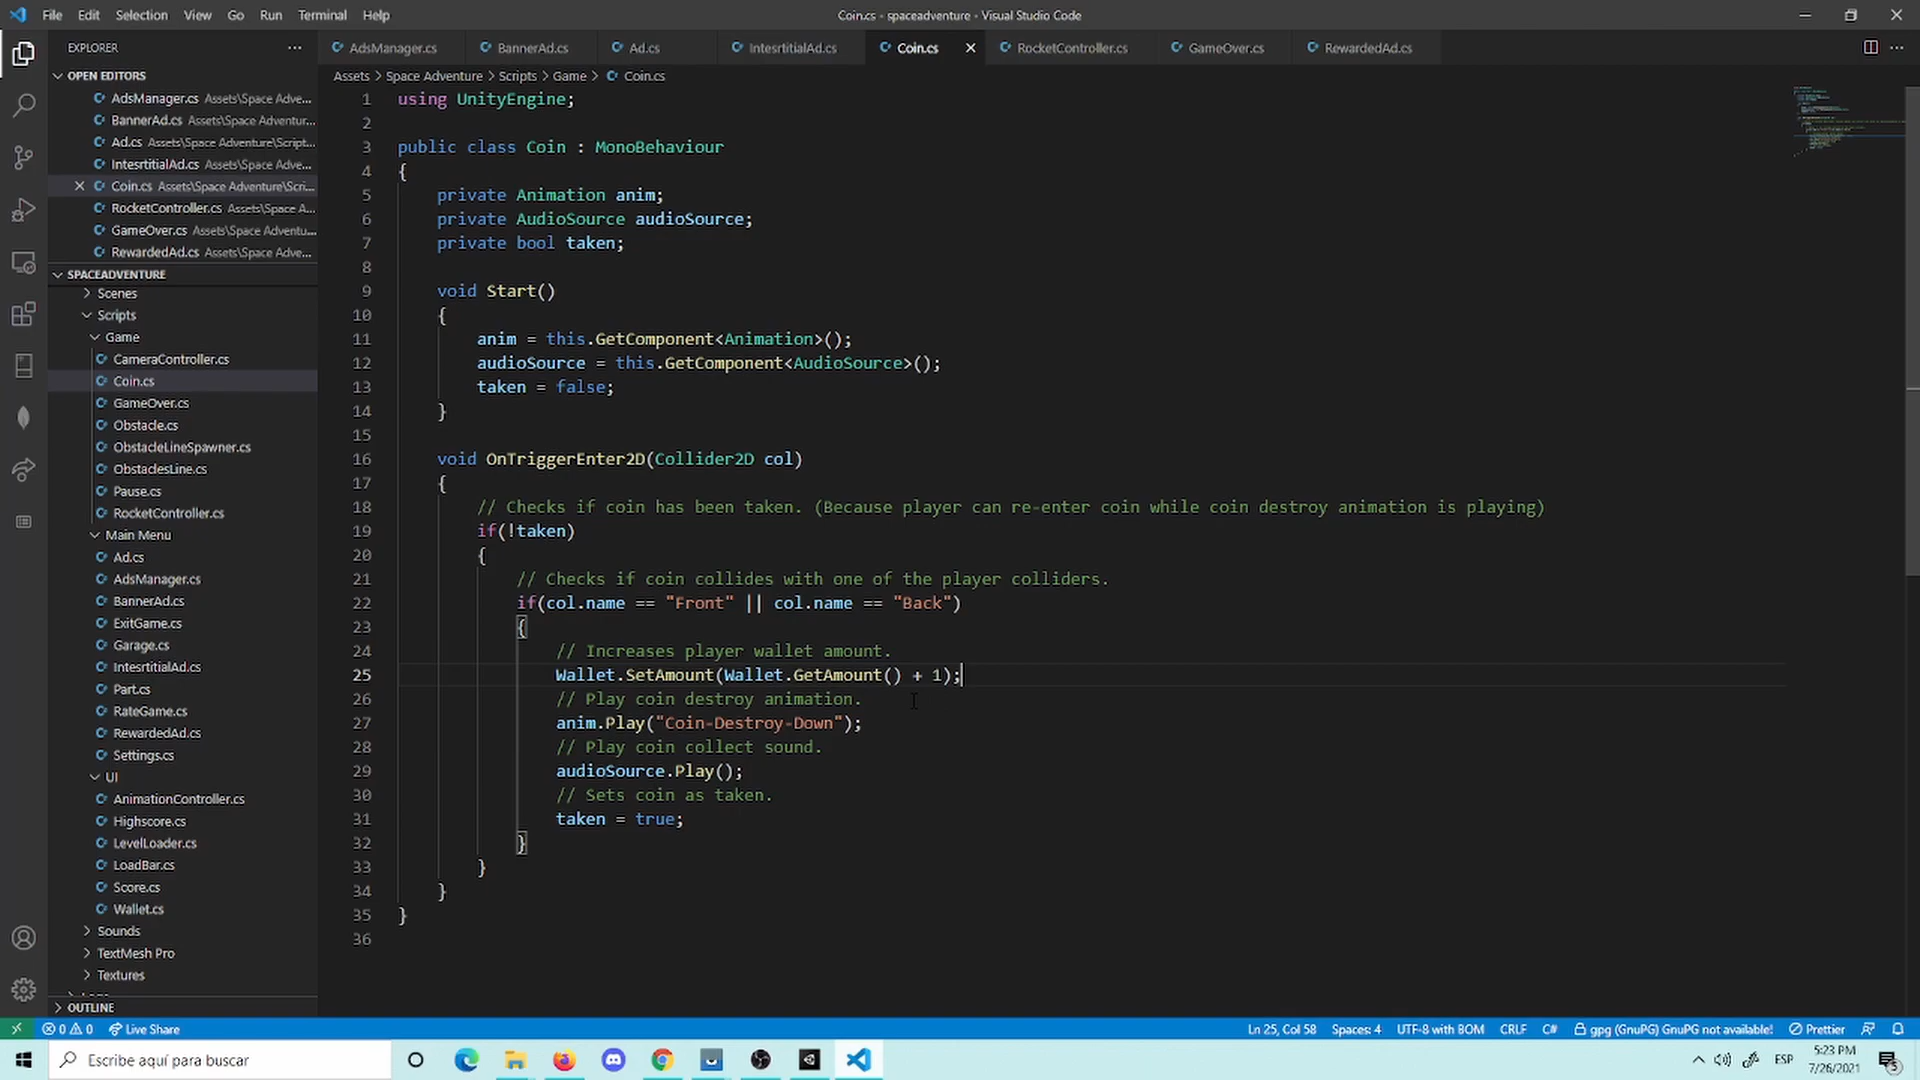 File Edit Selection View Go Run Terminal Help
Coin.cs - spaceadventure - Visual Studio Code
EXPLORER
OPEN EDITORS
AdsManager.cs Assets\Space Adve...
BannerAd.cs Assets\Space Adventur...
Ad.cs Assets\Space Adventure\Script...
IntesrtitialAd.cs Assets\Space Adve...
Coin.cs Assets\Space Adventure\Scri...
RocketController.cs Assets\Space A...
GameOver.cs Assets\Space Adventu...
RewardedAd.cs Assets\Space Adve...
SPACEADVENTURE
Scenes
Scripts
Game
CameraController.cs
Coin.cs
GameOver.cs
Obstacle.cs
ObstacleLineSpawner.cs
ObstaclesLine.cs
Pause.cs
RocketController.cs
Main Menu
Ad.cs
AdsManager.cs
BannerAd.cs
ExitGame.cs
Garage.cs
IntesrtitialAd.cs
Part.cs
RateGame.cs
RewardedAd.cs
Settings.cs
UI
AnimationController.cs
Highscore.cs
LevelLoader.cs
LoadBar.cs
Score.cs
Wallet.cs
Sounds
TextMesh Pro
Textures
OUTLINE
AdsManager.cs BannerAd.cs Ad.cs IntesrtitialAd.cs Coin.cs RocketController.cs GameOver.cs RewardedAd.cs
Assets > Space Adventure > Scripts > Game > Coin.cs
1 using UnityEngine;
2
3 public class Coin : MonoBehaviour
4 {
5 private Animation anim;
6 private AudioSource audioSource;
7 private bool taken;
8
9 void Start()
10 {
11 anim = this.GetComponent<Animation>();
12 audioSource = this.GetComponent<AudioSource>();
13 taken = false;
14 }
15
16 void OnTriggerEnter2D(Collider2D col)
17 {
18 // Checks if coin has been taken. (Because player can re-enter coin while coin destroy animation is playing)
19 if(!taken)
20 {
21 // Checks if coin collides with one of the player colliders.
22 if(col.name == "Front" || col.name == "Back")
23 {
24 // Increases player wallet amount.
25 Wallet.SetAmount(Wallet.GetAmount() + 1);
26 // Play coin destroy animation.
27 anim.Play("Coin-Destroy-Down");
28 // Play coin collect sound.
29 audioSource.Play();
30 // Sets coin as taken.
31 taken = true;
32 }
33 }
34 }
35 }
36
0 0 Live Share
Ln 25, Col 58 Spaces: 4 UTF-8 with BOM CRLF C# gpg (GnuPG) GnuPG not available! Prettier
Escribe aquí para buscar
ESP
5:23 PM
7/26/2021
5